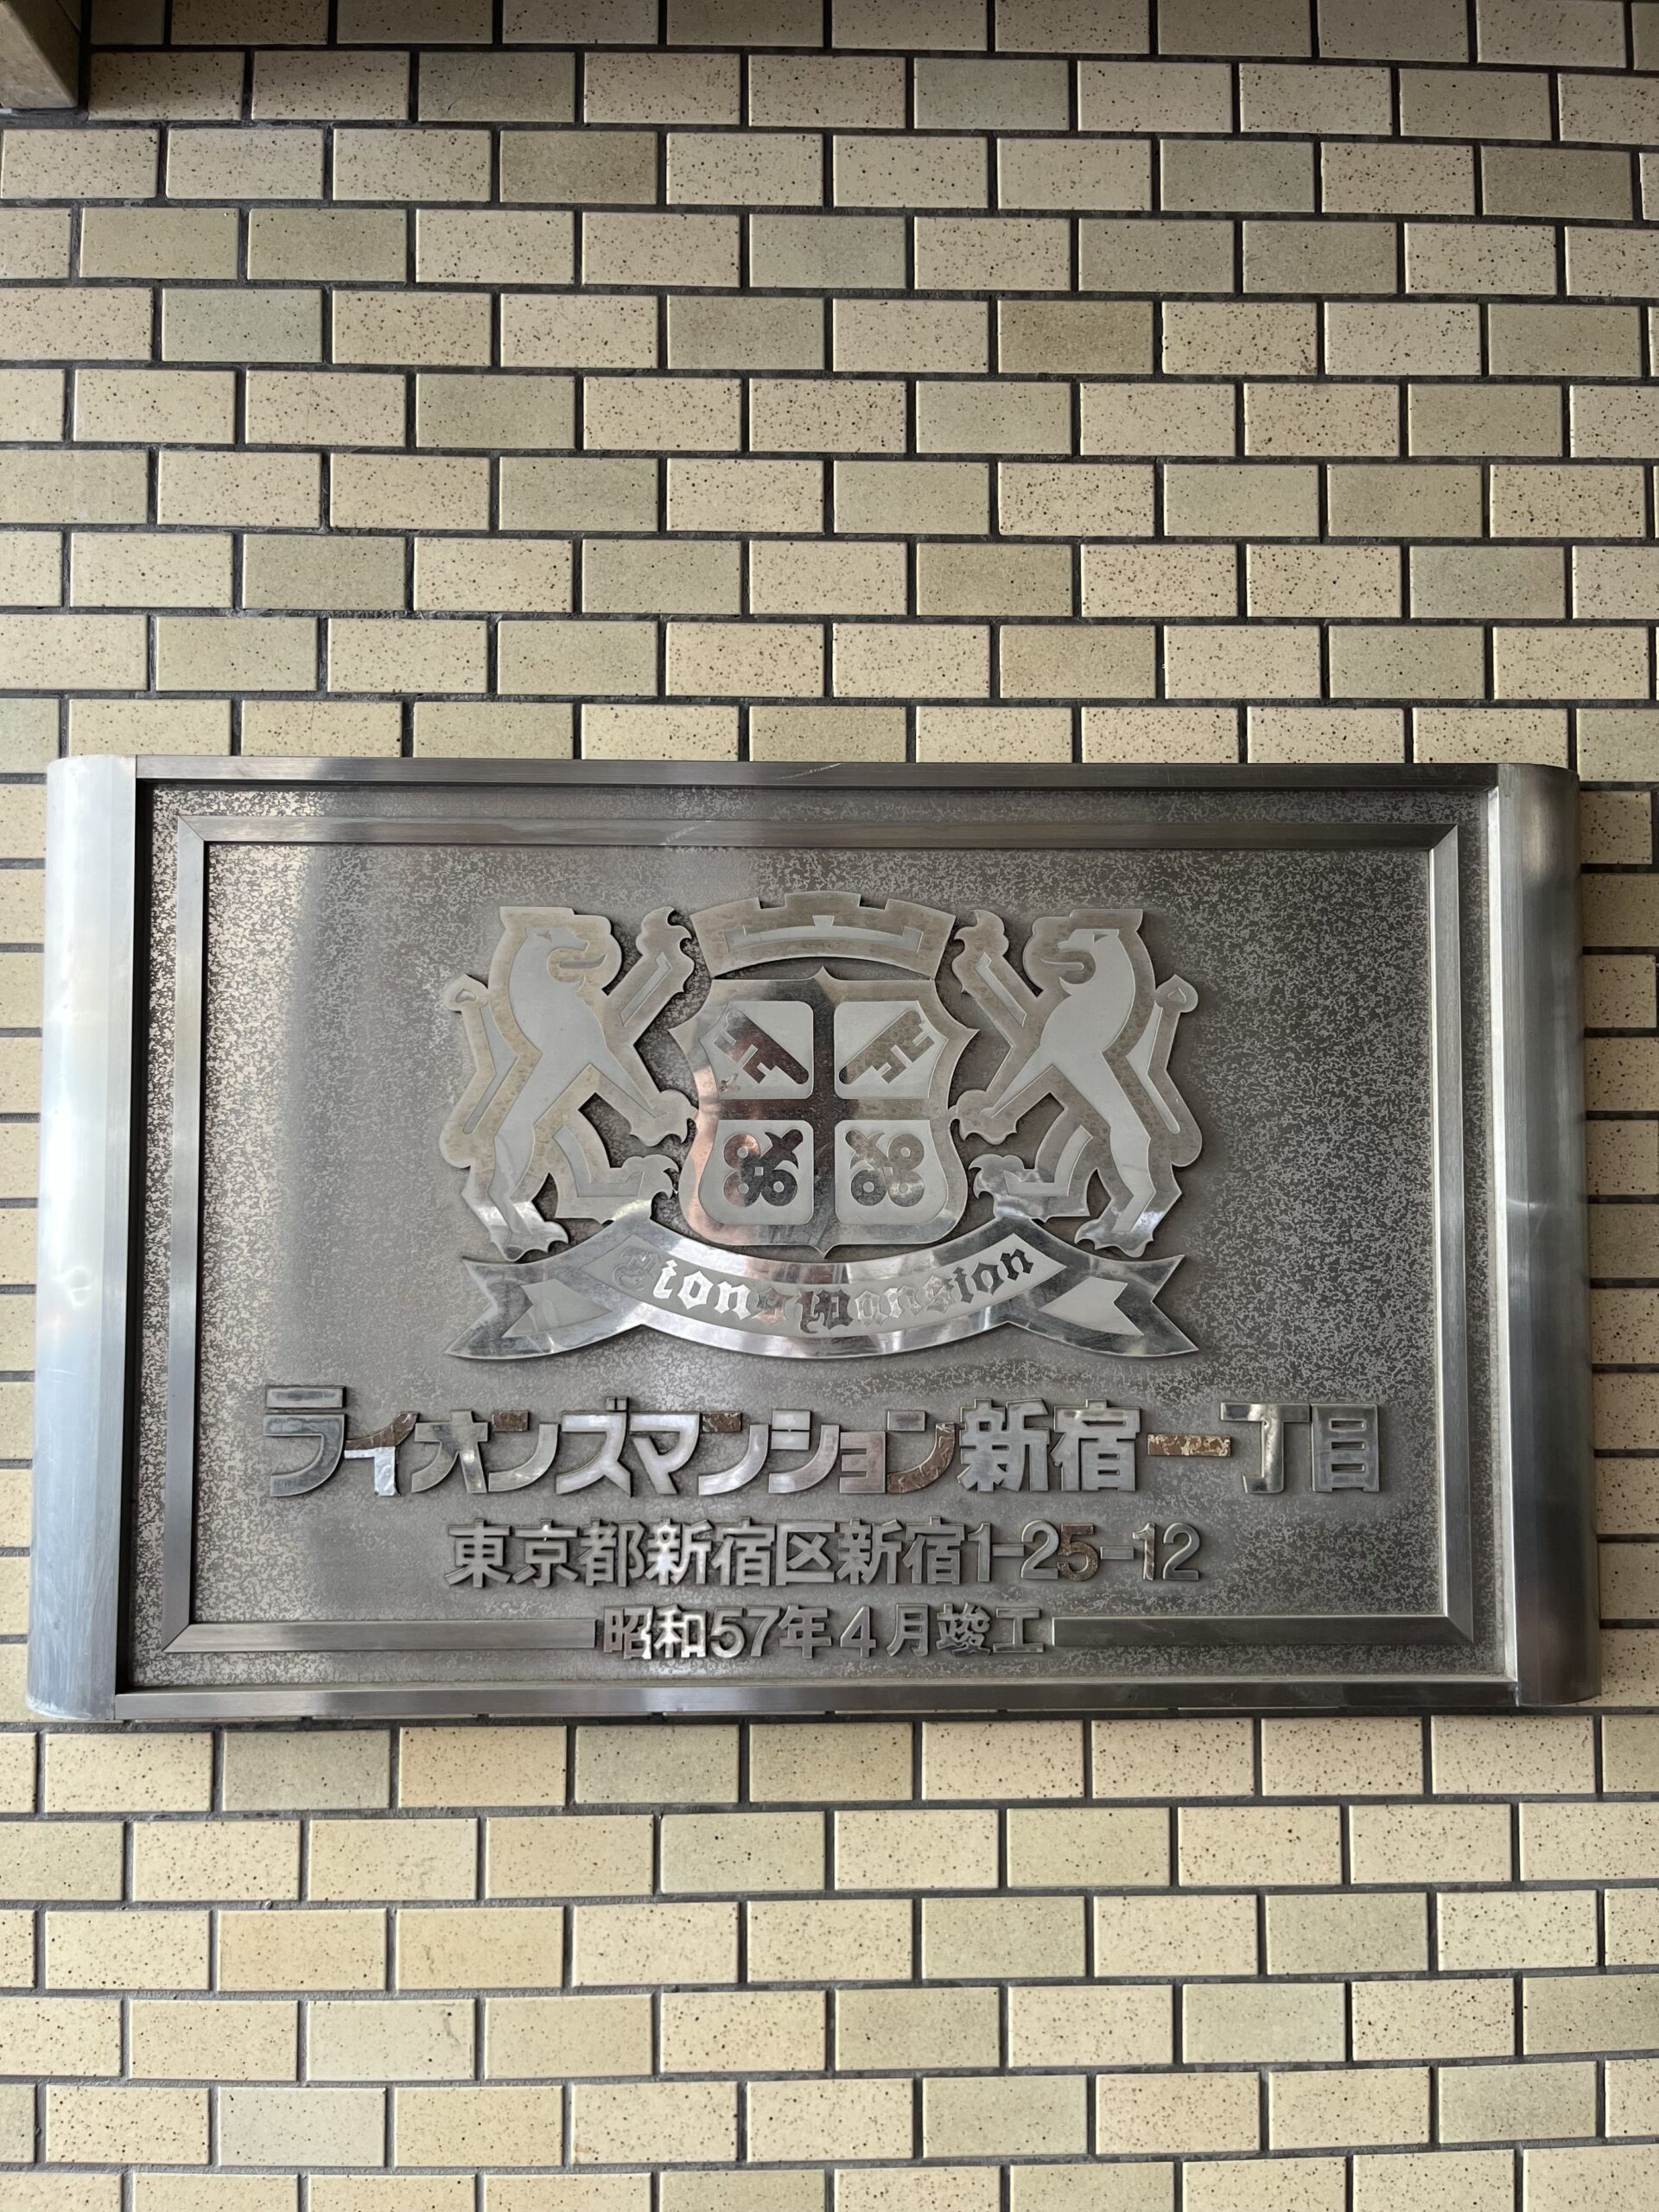 Lions Mansion
ライオンズマンション新宿一丁目
東京都新宿区新宿1-25-12
昭和57年4月竣工